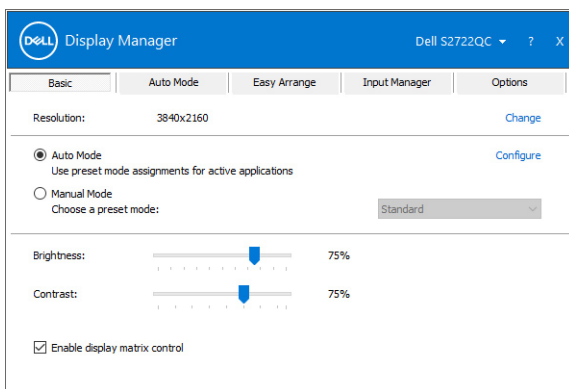 DELL Display Manager Dell S2722QC ? X
Basic Auto Mode Easy Arrange Input Manager Options
Resolution: 3840x2160 Change
Auto Mode Configure
Use preset mode assignments for active applications
Manual Mode
Choose a preset mode: Standard
Brightness: 75%
Contrast: 75%
Enable display matrix control